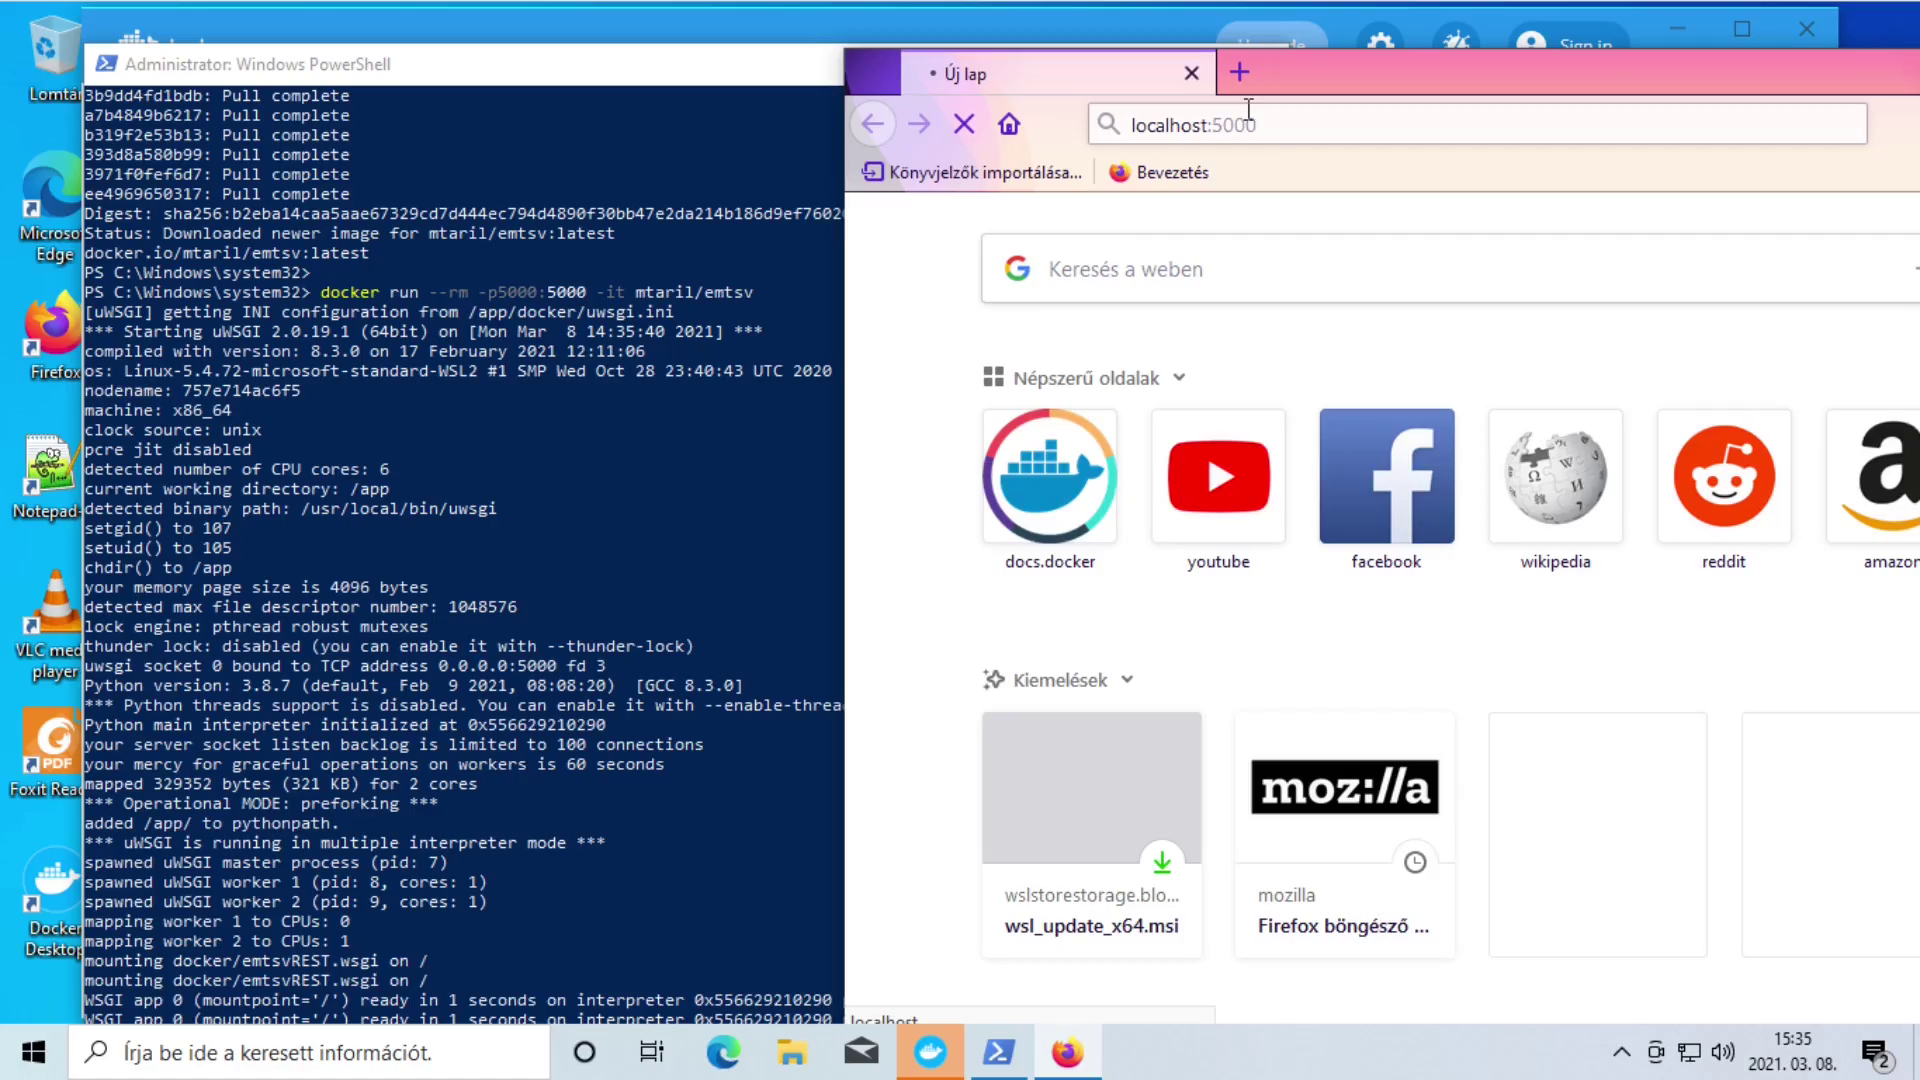 Lomtár
Microso
Edge
Firefox
Notepad-
VLC med
player
PDF
Foxit Rea
Docker
Desktop
Sign in
Administrator: Windows PowerShell
3b9dd4fd1bdb: Pull complete
a7b4849b6217: Pull complete
b319f2e53b13: Pull complete
393d8a580b99: Pull complete
3971f0fef6d7: Pull complete
ee4969650317: Pull complete
Digest: sha256:b2eba14caa5aae67329cd7d444ec794d4890f30bb47e2da214b186d9ef7602
Status: Downloaded newer image for mtaril/emtsv:latest
docker.io/mtaril/emtsv:latest
PS C:\Windows\system32>
PS C:\Windows\system32> docker run --rm -p5000:5000 -it mtaril/emtsv
[uWSGI] getting INI configuration from /app/docker/uwsgi.ini
*** Starting uWSGI 2.0.19.1 (64bit) on [Mon Mar  8 14:35:40 2021] ***
compiled with version: 8.3.0 on 17 February 2021 12:11:06
os: Linux-5.4.72-microsoft-standard-WSL2 #1 SMP Wed Oct 28 23:40:43 UTC 2020
nodename: 757e714ac6f5
machine: x86_64
clock source: unix
pcre jit disabled
detected number of CPU cores: 6
current working directory: /app
detected binary path: /usr/local/bin/uwsgi
setgid() to 107
setuid() to 105
chdir() to /app
your memory page size is 4096 bytes
detected max file descriptor number: 1048576
lock engine: pthread robust mutexes
thunder lock: disabled (you can enable it with --thunder-lock)
uwsgi socket 0 bound to TCP address 0.0.0.0:5000 fd 3
Python version: 3.8.7 (default, Feb  9 2021, 08:08:20)  [GCC 8.3.0]
*** Python threads support is disabled. You can enable it with --enable-threa
Python main interpreter initialized at 0x556629210290
your server socket listen backlog is limited to 100 connections
your mercy for graceful operations on workers is 60 seconds
mapped 329352 bytes (321 KB) for 2 cores
*** Operational MODE: preforking ***
added /app/ to pythonpath.
*** uWSGI is running in multiple interpreter mode ***
spawned uWSGI master process (pid: 7)
spawned uWSGI worker 1 (pid: 8, cores: 1)
spawned uWSGI worker 2 (pid: 9, cores: 1)
mapping worker 1 to CPUs: 0
mapping worker 2 to CPUs: 1
mounting docker/emtsvREST.wsgi on /
mounting docker/emtsvREST.wsgi on /
WSGI app 0 (mountpoint='/') ready in 1 seconds on interpreter 0x556629210290
WSGI app 0 (mountpoint='/') ready in 1 seconds on interpreter 0x556629210290
Új lap
localhost:5000
Könyvjelzők importálása...
Bevezetés
Keresés a weben
Népszerű oldalak
docs.docker
youtube
facebook
wikipedia
reddit
amazon
Kiemelések
moz://a
wslstorestorage.blo...
wsl_update_x64.msi
mozilla
Firefox böngésző ...
localhost
Írja be ide a keresett információt.
15:35
2021. 03. 08.
2